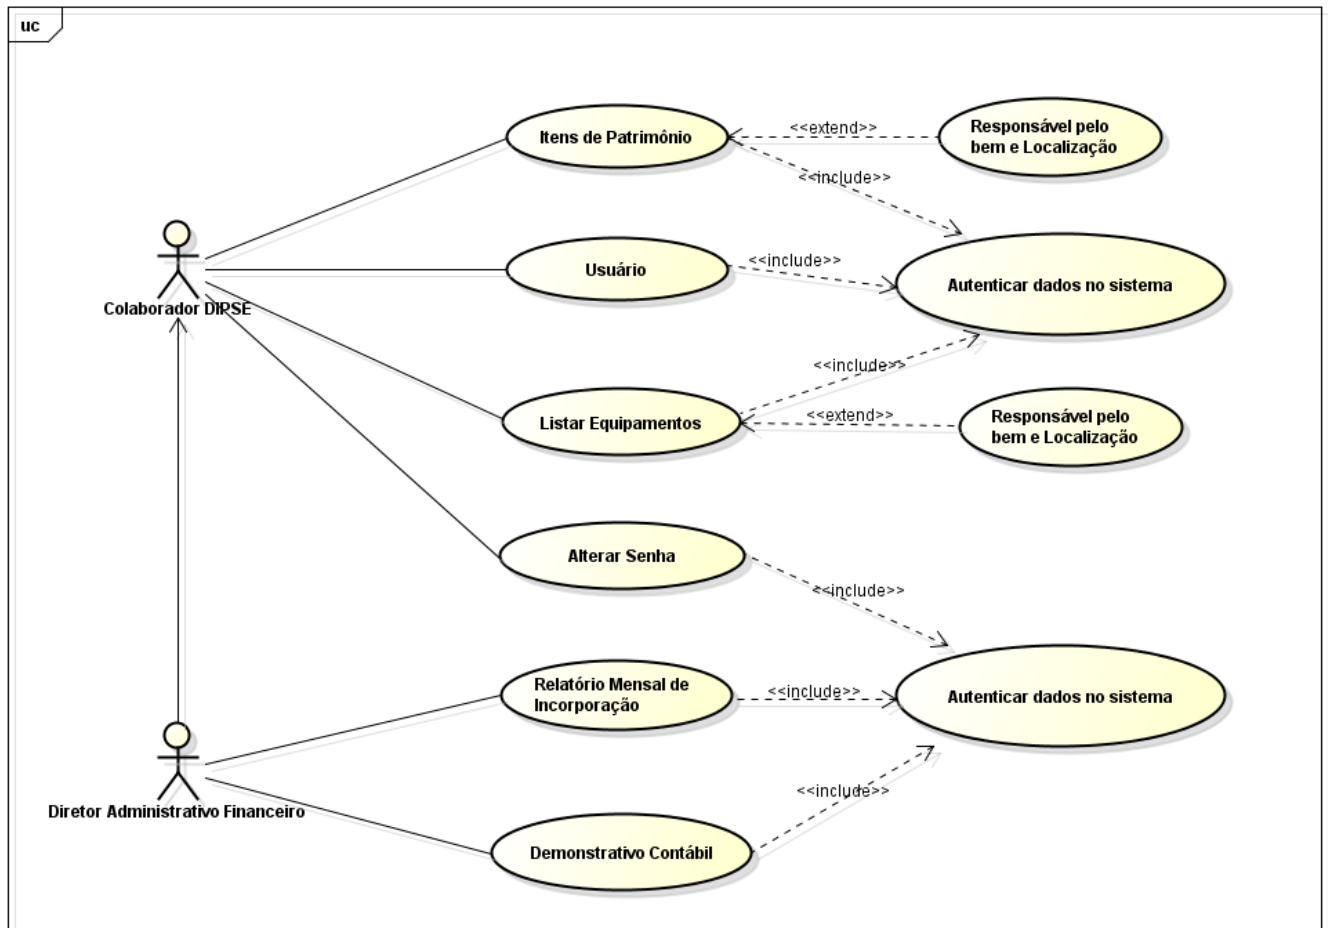 uc
Itens de Patrimônio
<<extend>>
Responsável pelo
bem e Localização
<<include>>
Usuário
<<include>>
Autenticar dados no sistema
Colaborador DIPSE
<<include>>
Listar Equipamentos
<<extend>>
Responsável pelo
bem e Localização
Alterar Senha
<<include>>
Relatório Mensal de
Incorporação
<<include>>
Autenticar dados no sistema
Diretor Administrativo Financeiro
<<include>>
Demonstrativo Contábil